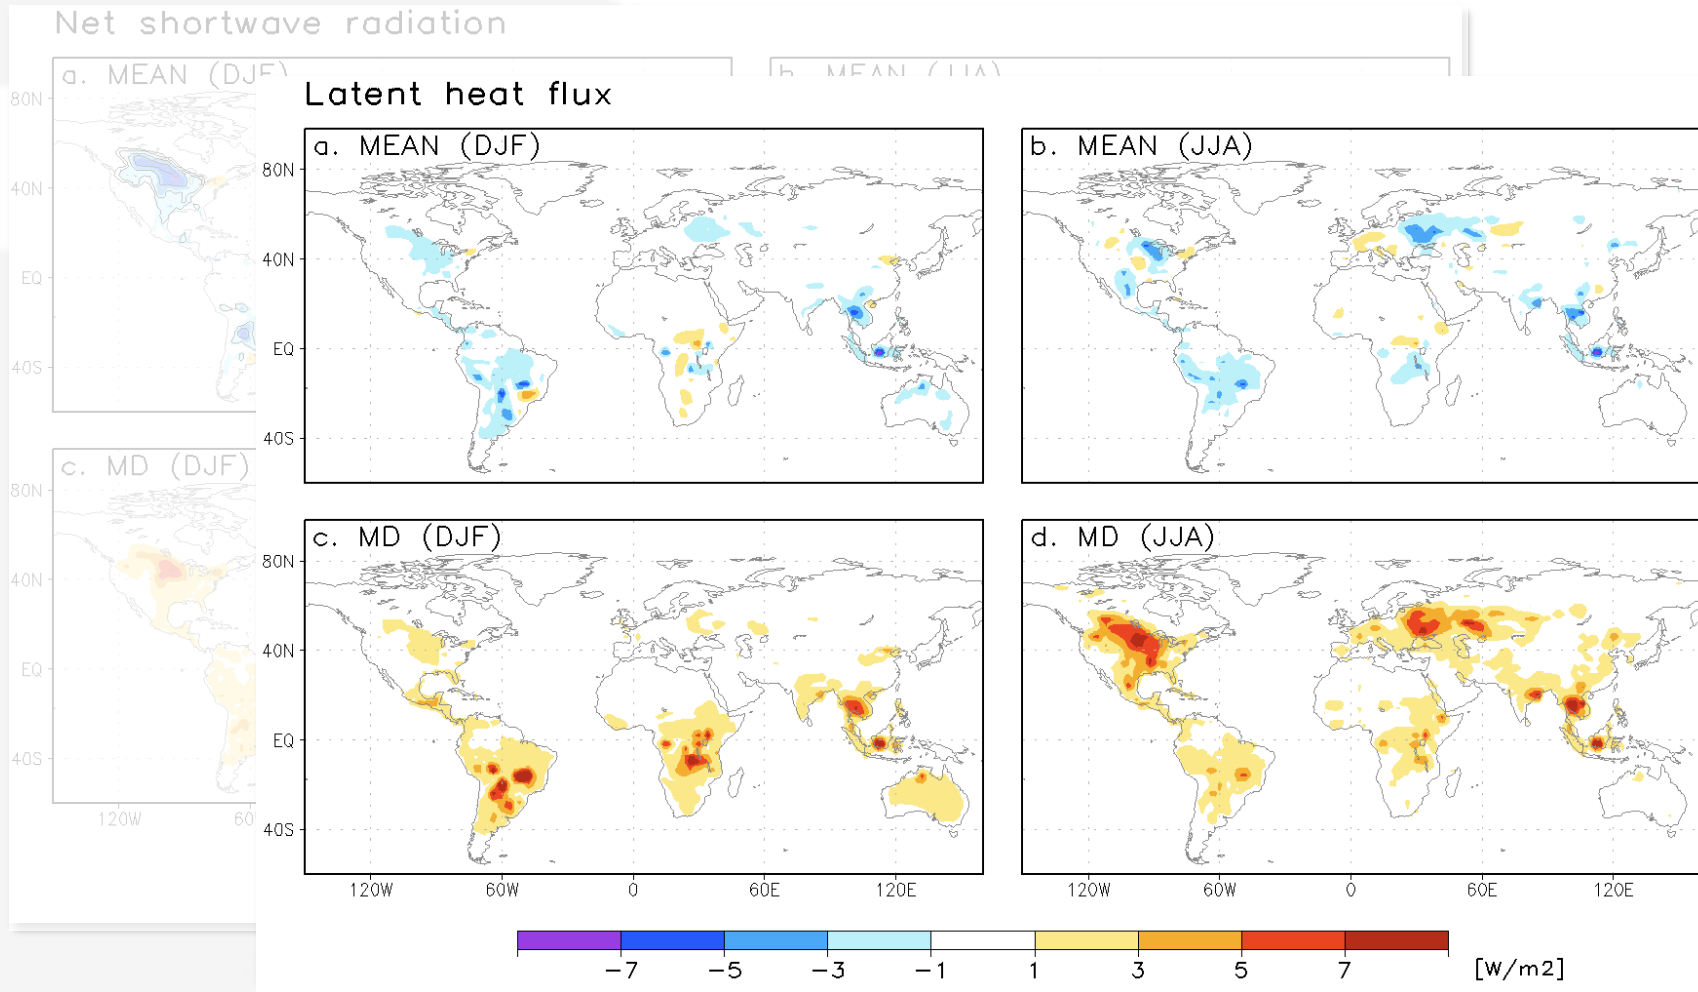 Net shortwave radiation
a. MEAN (DJF)
b. MEAN (JJA)
80N
40N
EQ
40S
c. MD (DJF)
80N
40N
EQ
40S
120W
Latent heat flux
a. MEAN (DJF)
b. MEAN (JJA)
80N
40N
EQ
40S
c. MD (DJF)
d. MD (JJA)
80N
40N
EQ
40S
120W 60W 0 60E 120E
120W 60W 0 60E 120E
-7 -5 -3 -1 1 3 5 7 [W/m2]